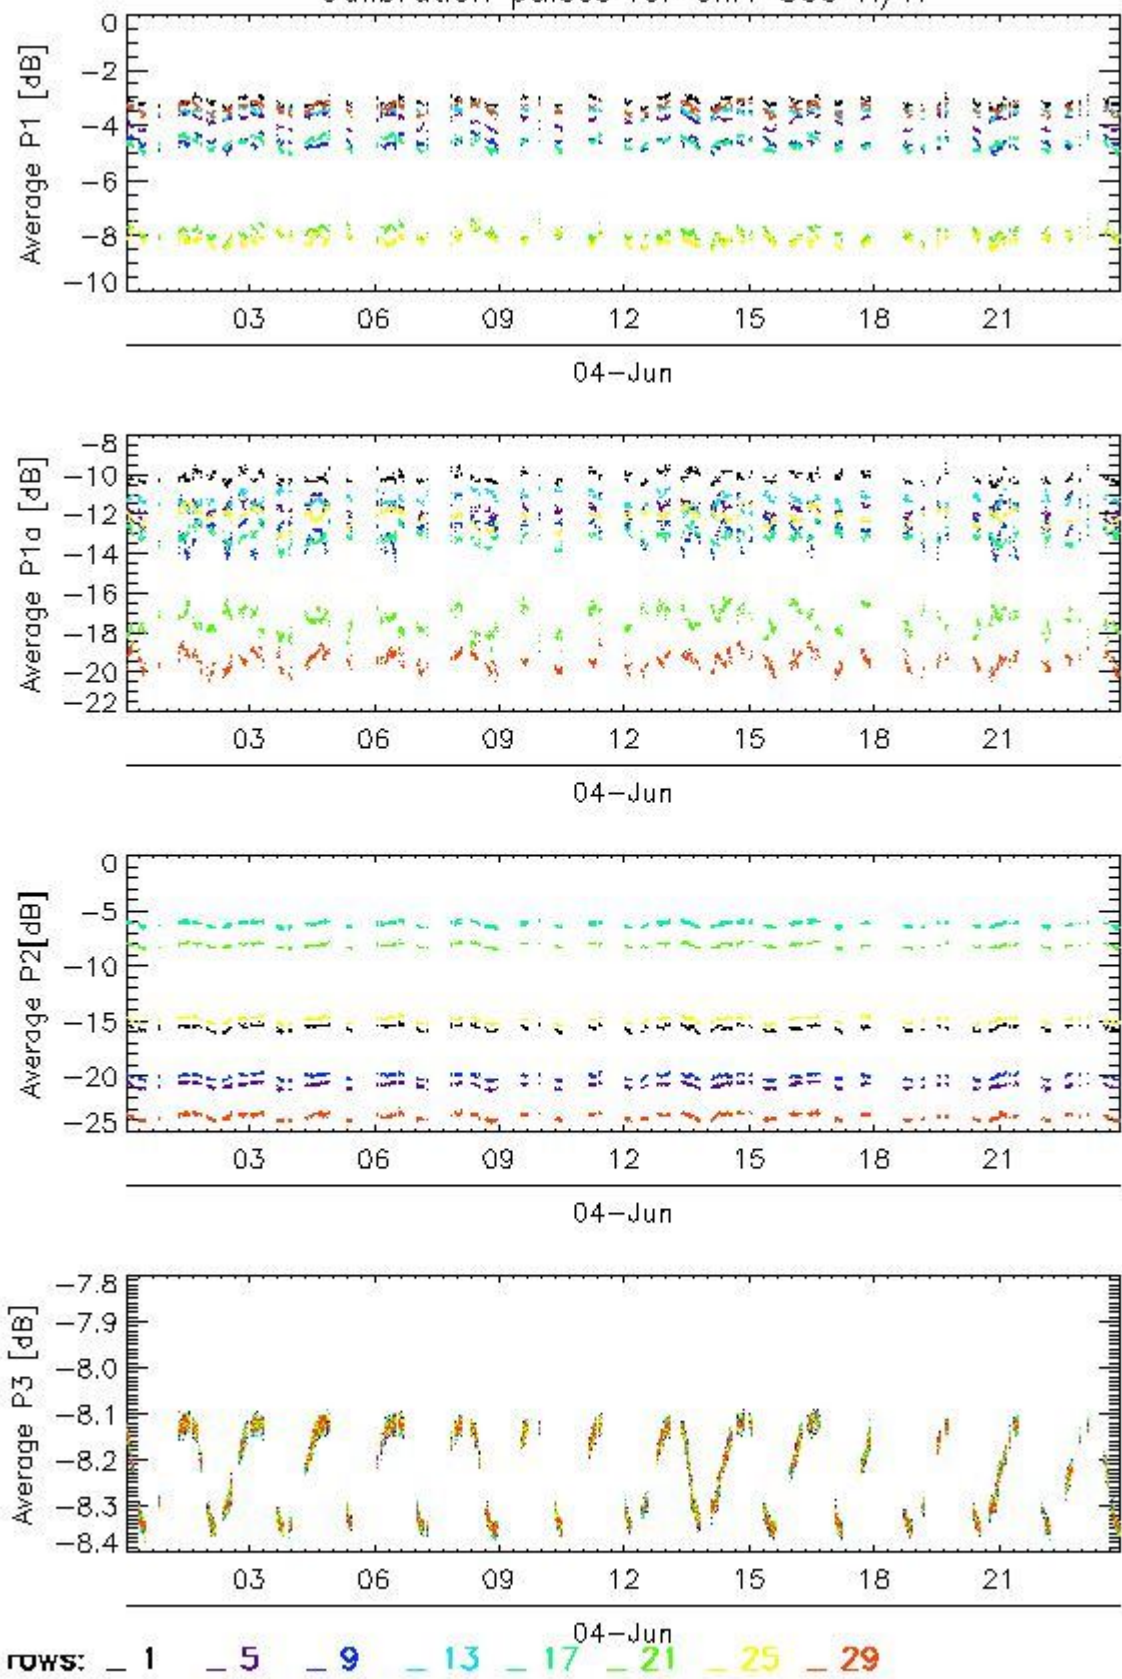 0
-2
-4
-6
-8
-10
Average P1 [dB]
03 06 09 12 15 18 21
04-Jun
-8
-10
-12
-14
-16
-18
-20
-22
Average P1a [dB]
03 06 09 12 15 18 21
04-Jun
0
-5
-10
-15
-20
-25
Average P2[dB]
03 06 09 12 15 18 21
04-Jun
-7.8
-7.9
-8.0
-8.1
-8.2
-8.3
-8.4
Average P3 [dB]
03 06 09 12 15 18 21
04-Jun
rows: _ 1 _ 5 _ 9 _ 13 _ 17 _ 21 _ 25 _ 29